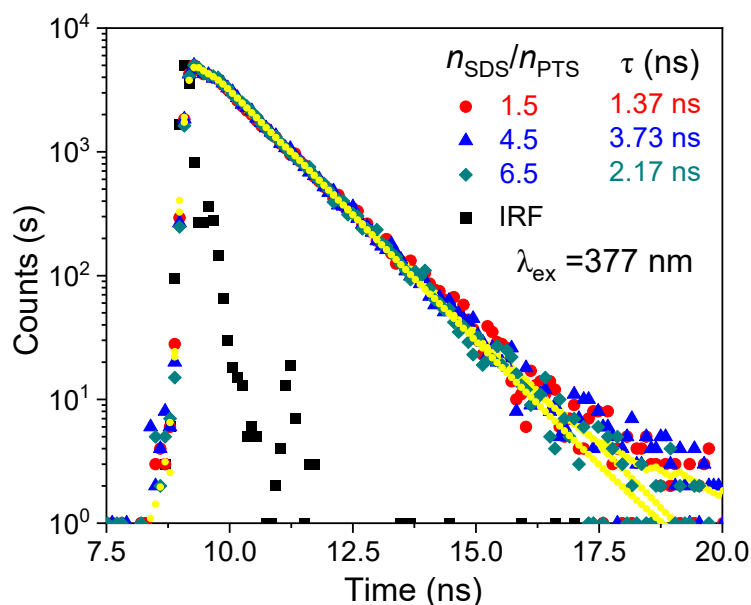 10⁴
10³
10²
10¹
10⁰
Counts (s)
n_SDS/n_PTS τ (ns)
1.5 1.37 ns
4.5 3.73 ns
6.5 2.17 ns
IRF
λ_ex =377 nm
7.5 10.0 12.5 15.0 17.5 20.0
Time (ns)